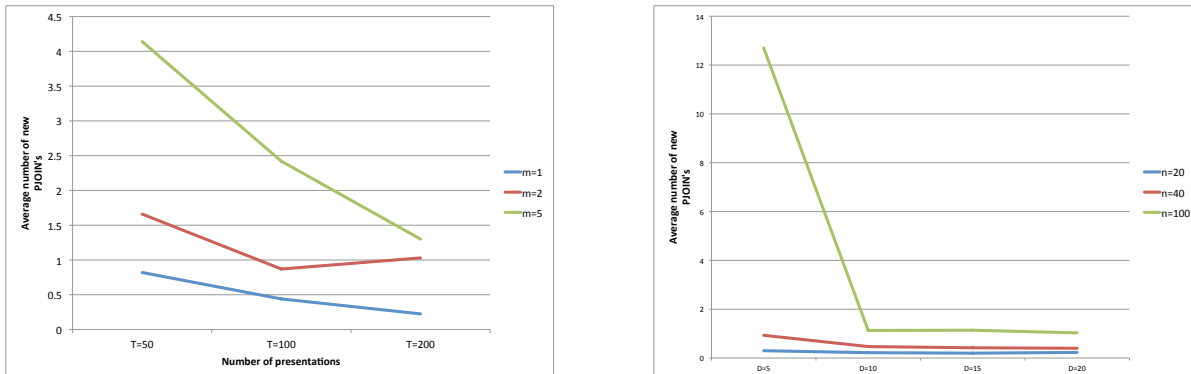 4.5
4
3.5
3
2.5
2
1.5
1
0.5
0
Average number of new
PJOIN's
T=50
T=100
T=200
Number of presentations
m=1
m=2
m=5
14
12
10
8
6
4
2
0
Average number of new
PJOIN's
D=5
D=10
D=15
D=20
n=20
n=40
n=100